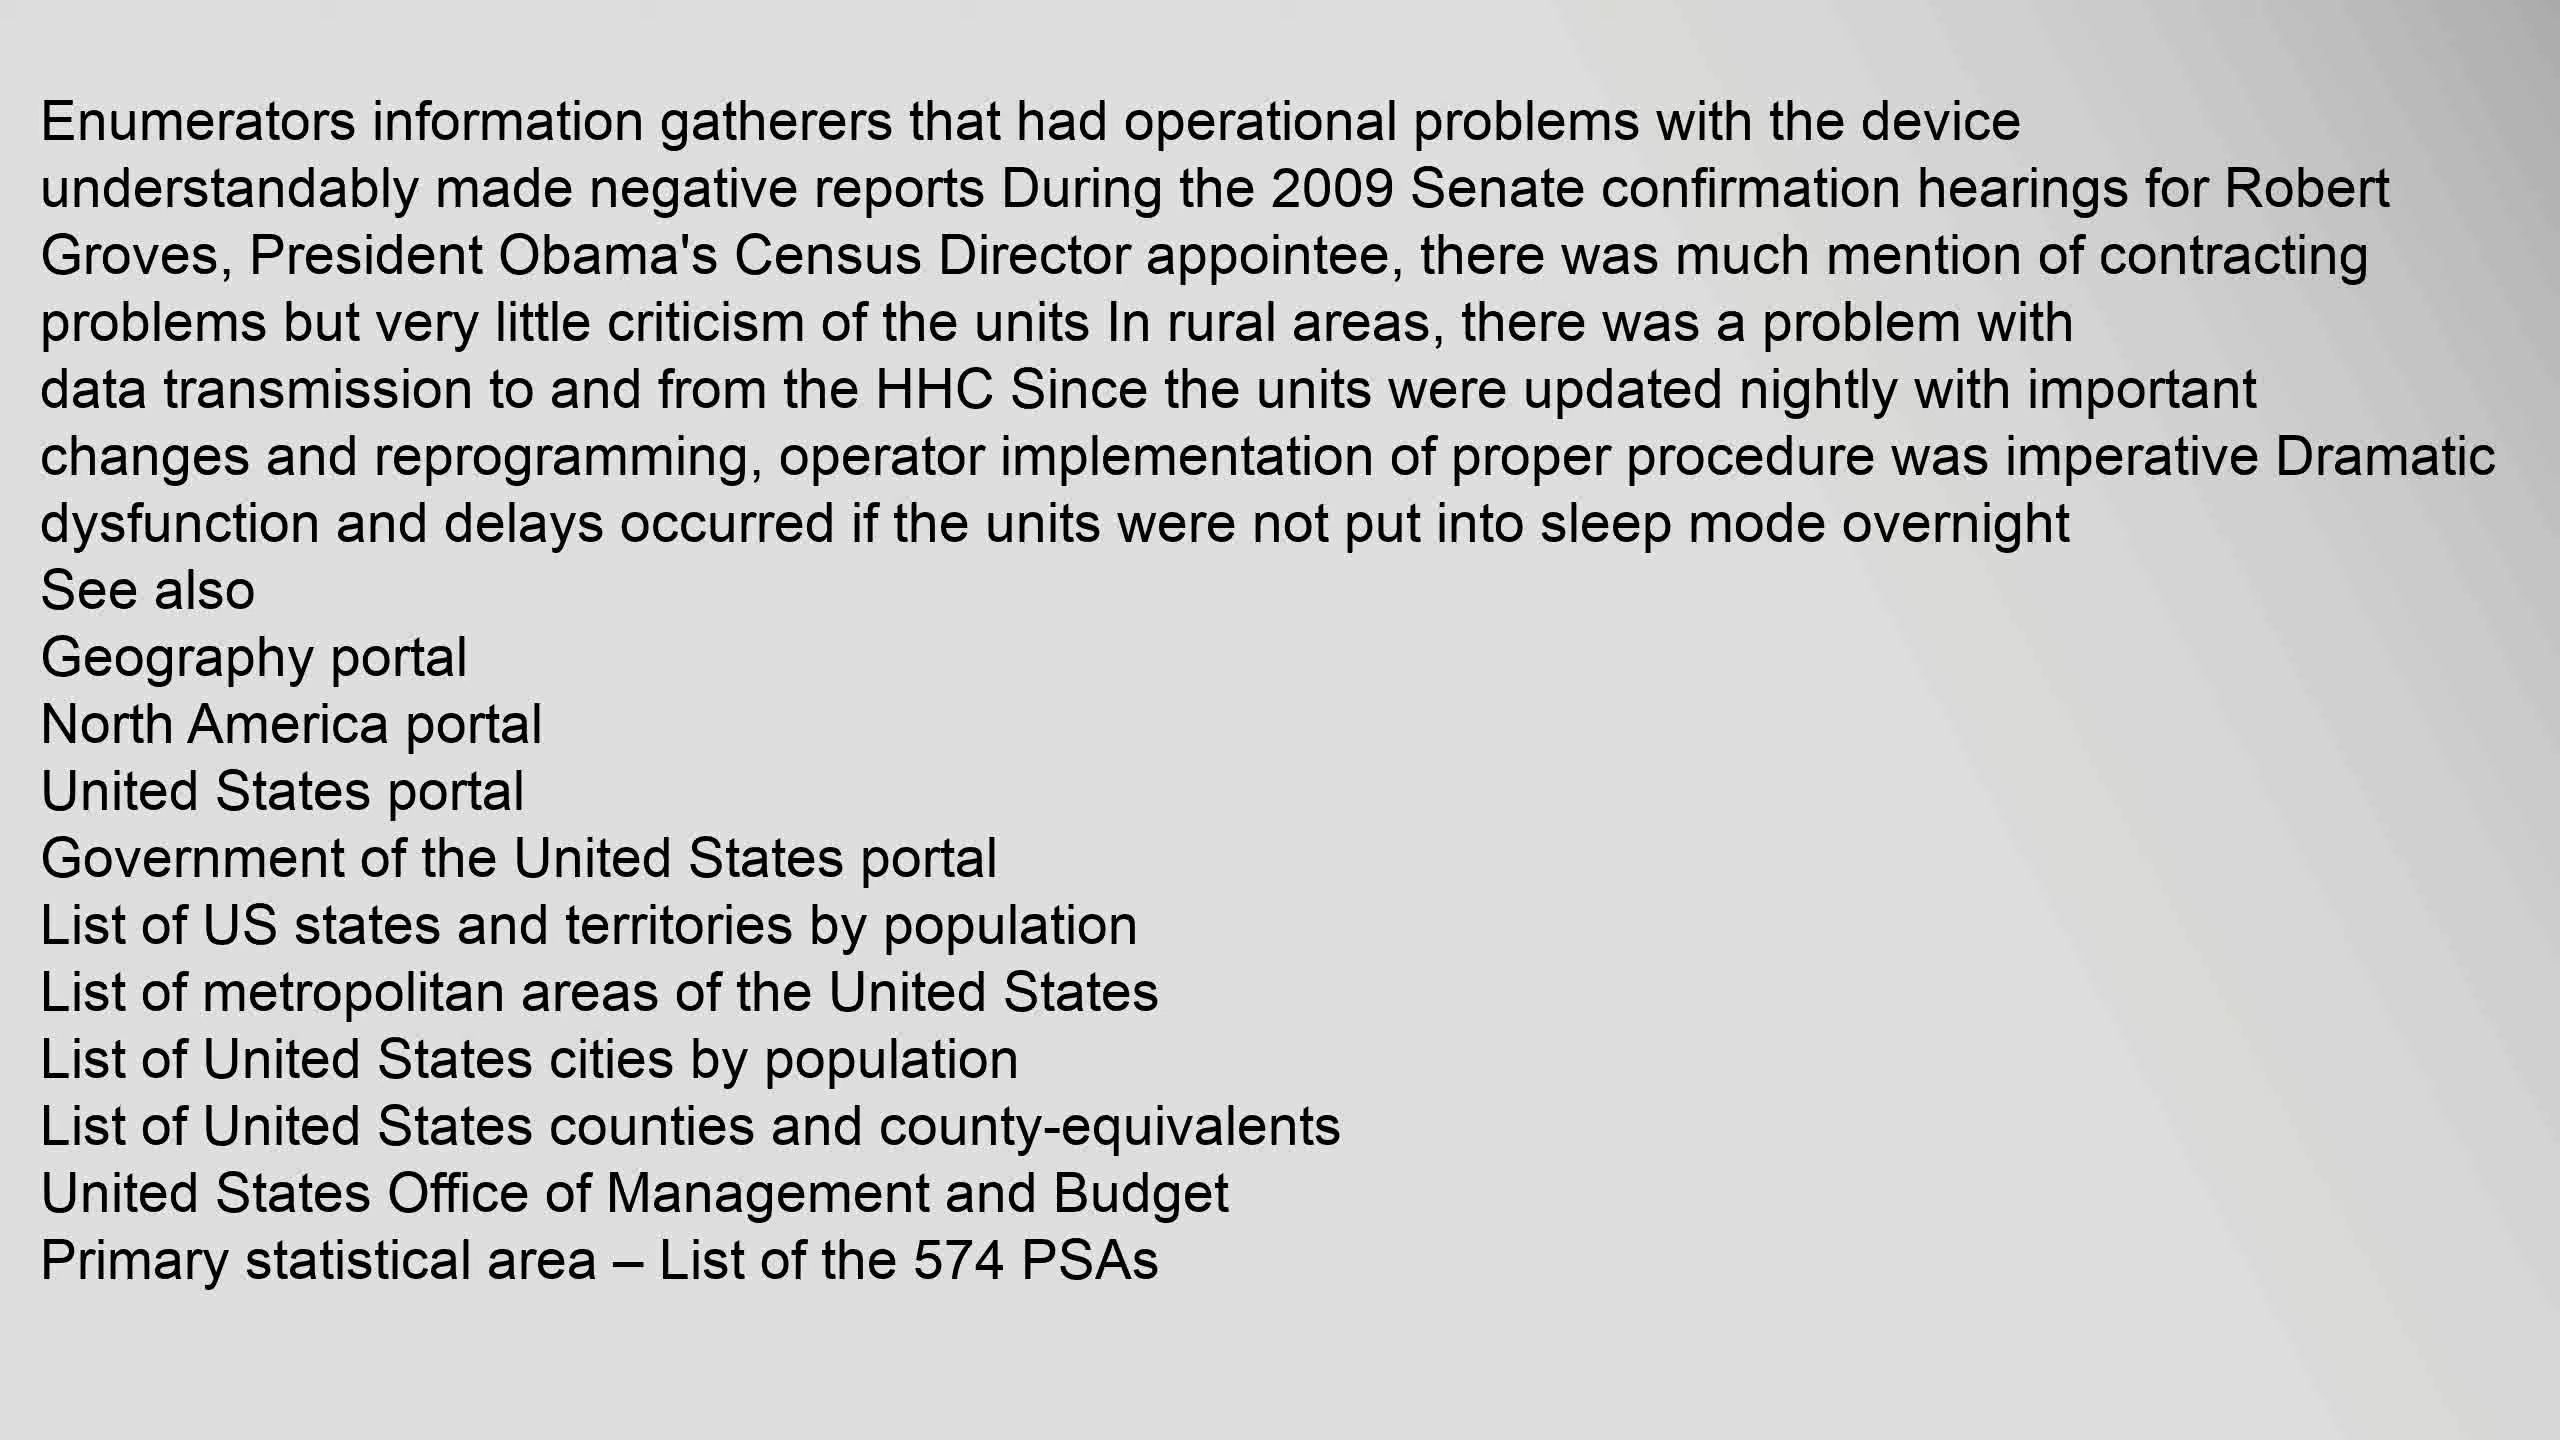 Enumerators information gatherers that had operational problems with the device
understandably made negative reports During the 2009 Senate confirmation hearings for Robert
Groves, President Obama's Census Director appointee, there was much mention of contracting
problems but very little criticism of the units In rural areas, there was a problem with
data transmission to and from the HHC Since the units were updated nightly with important
changes and reprogramming, operator implementation of proper procedure was imperative Dramatic
dysfunction and delays occurred if the units were not put into sleep mode overnight
See also
Geography portal
North America portal
United States portal
Government of the United States portal
List of US states and territories by population
List of metropolitan areas of the United States
List of United States cities by population
List of United States counties and county-equivalents
United States Office of Management and Budget
Primary statistical area – List of the 574 PSAs